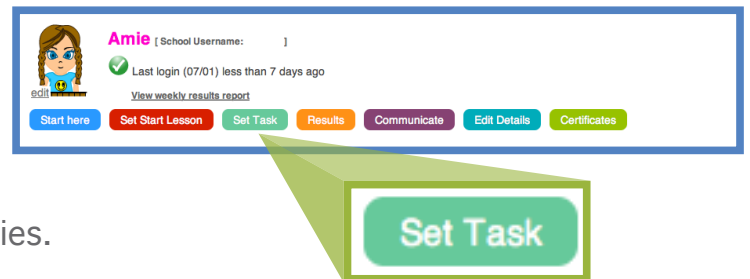 Amie [ School Username: ]
Last login (07/01) less than 7 days ago
edit
View weekly results report
Start here Set Start Lesson Set Task Results Communicate Edit Details Certificates
ies.
Set Task